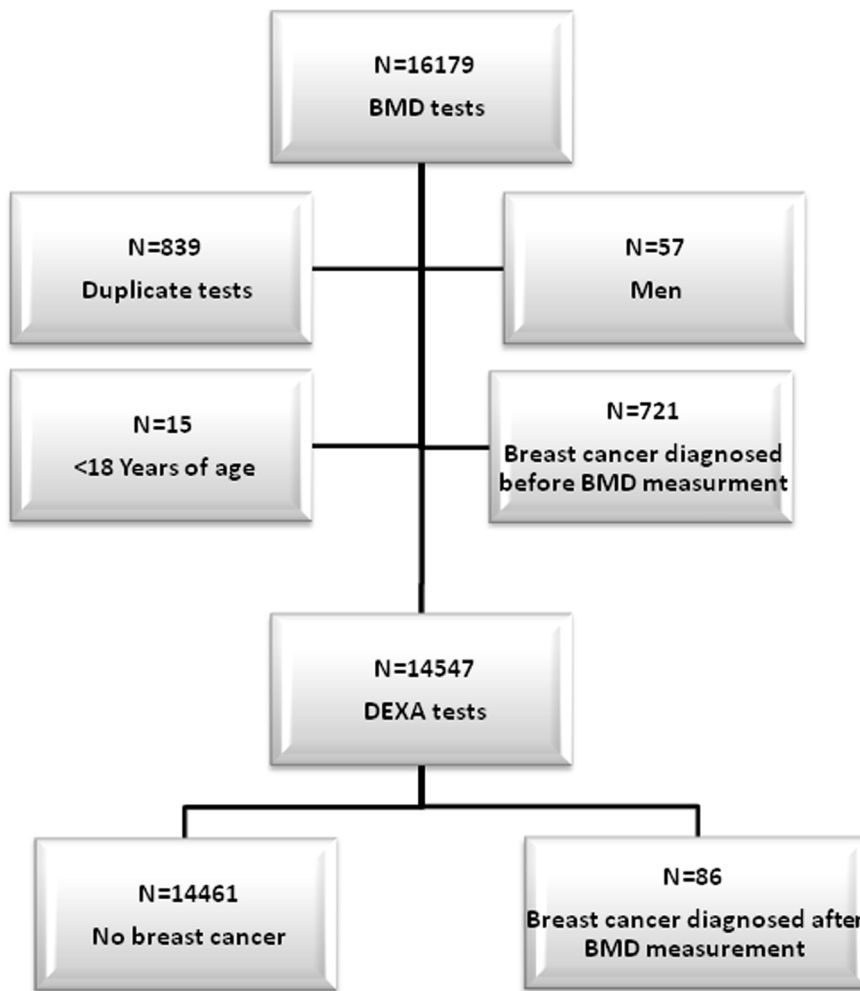 N=16179
BMD tests
N=839
Duplicate tests
N=57
Men
N=15
<18 Years of age
N=721
Breast cancer diagnosed
before BMD measurment
N=14547
DEXA tests
N=14461
No breast cancer
N=86
Breast cancer diagnosed after
BMD measurement